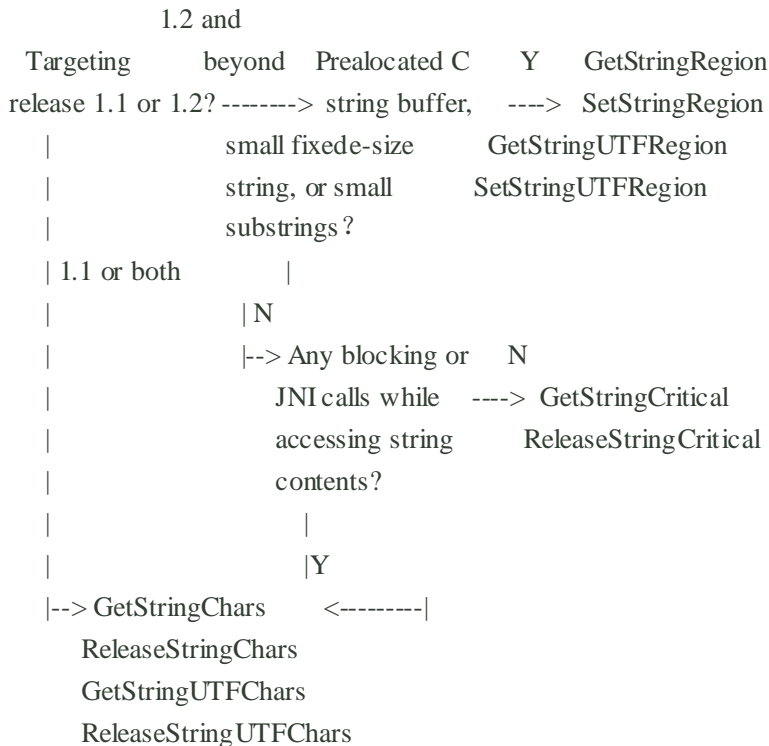 1.2 and
Targeting beyond Prealocated C Y GetStringRegion
release 1.1 or 1.2? --------> string buffer, ----> SetStringRegion
| small fixede-size GetStringUTFRegion
| string, or small SetStringUTFRegion
| substrings？
| 1.1 or both |
| | N
| |--> Any blocking or N
| JNI calls while ----> GetStringCritical
| accessing string ReleaseStringCritical
| contents?
| |
| |Y
|--> GetStringChars <---------|
ReleaseStringChars
GetStringUTFChars
ReleaseStringUTFChars